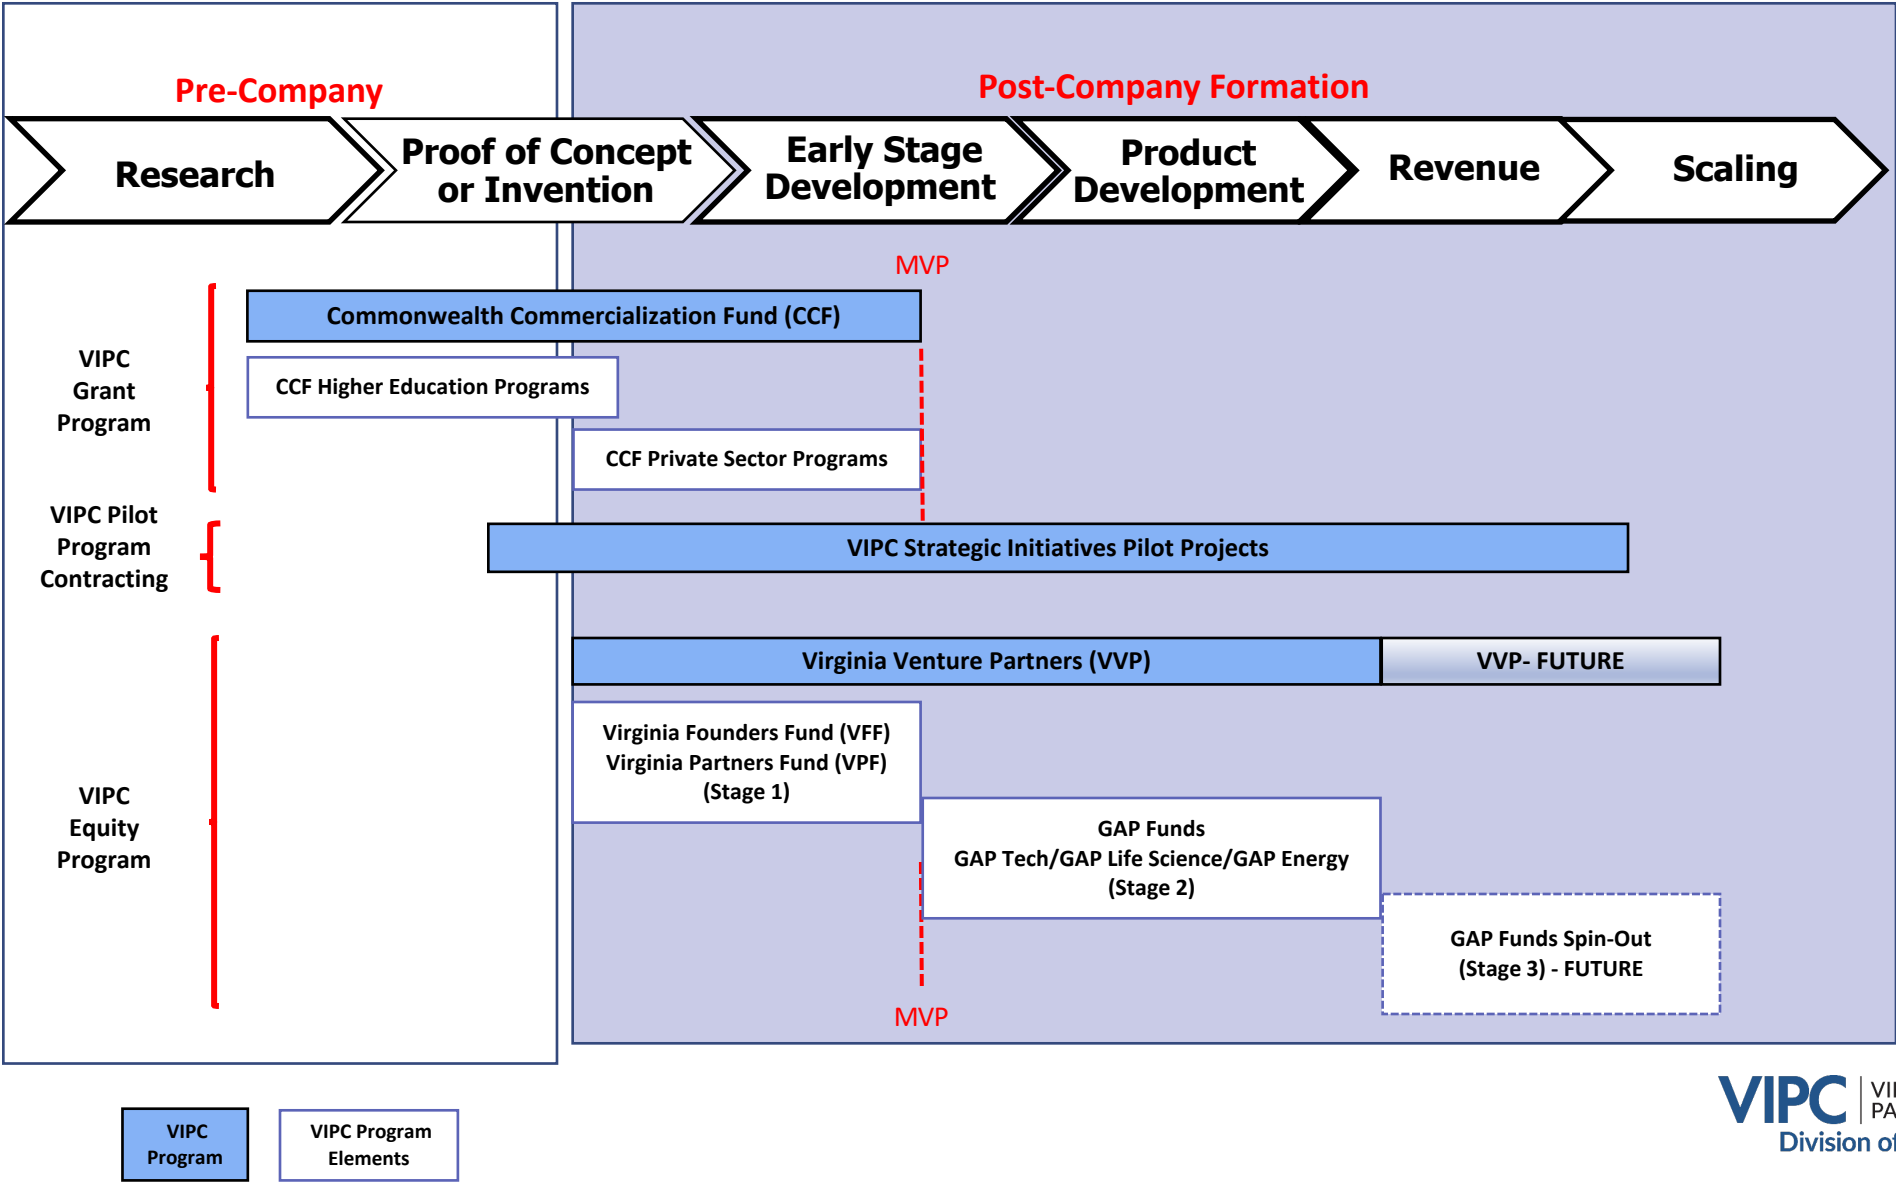 Pre-Company
Post-Company Formation
Research
Proof of Concept
or Invention
Early Stage
Development
Product
Development
Revenue
Scaling
MVP
VIPC
Grant
Program
Commonwealth Commercialization Fund (CCF)
CCF Higher Education Programs
CCF Private Sector Programs
VIPC Pilot
Program
Contracting
VIPC Strategic Initiatives Pilot Projects
VIPC
Equity
Program
Virginia Venture Partners (VVP)
VVP- FUTURE
Virginia Founders Fund (VFF)
Virginia Partners Fund (VPF)
(Stage 1)
GAP Funds
GAP Tech/GAP Life Science/GAP Energy
(Stage 2)
GAP Funds Spin-Out
(Stage 3) - FUTURE
MVP
VIPC
Program
VIPC Program
Elements
VIPC
Division of